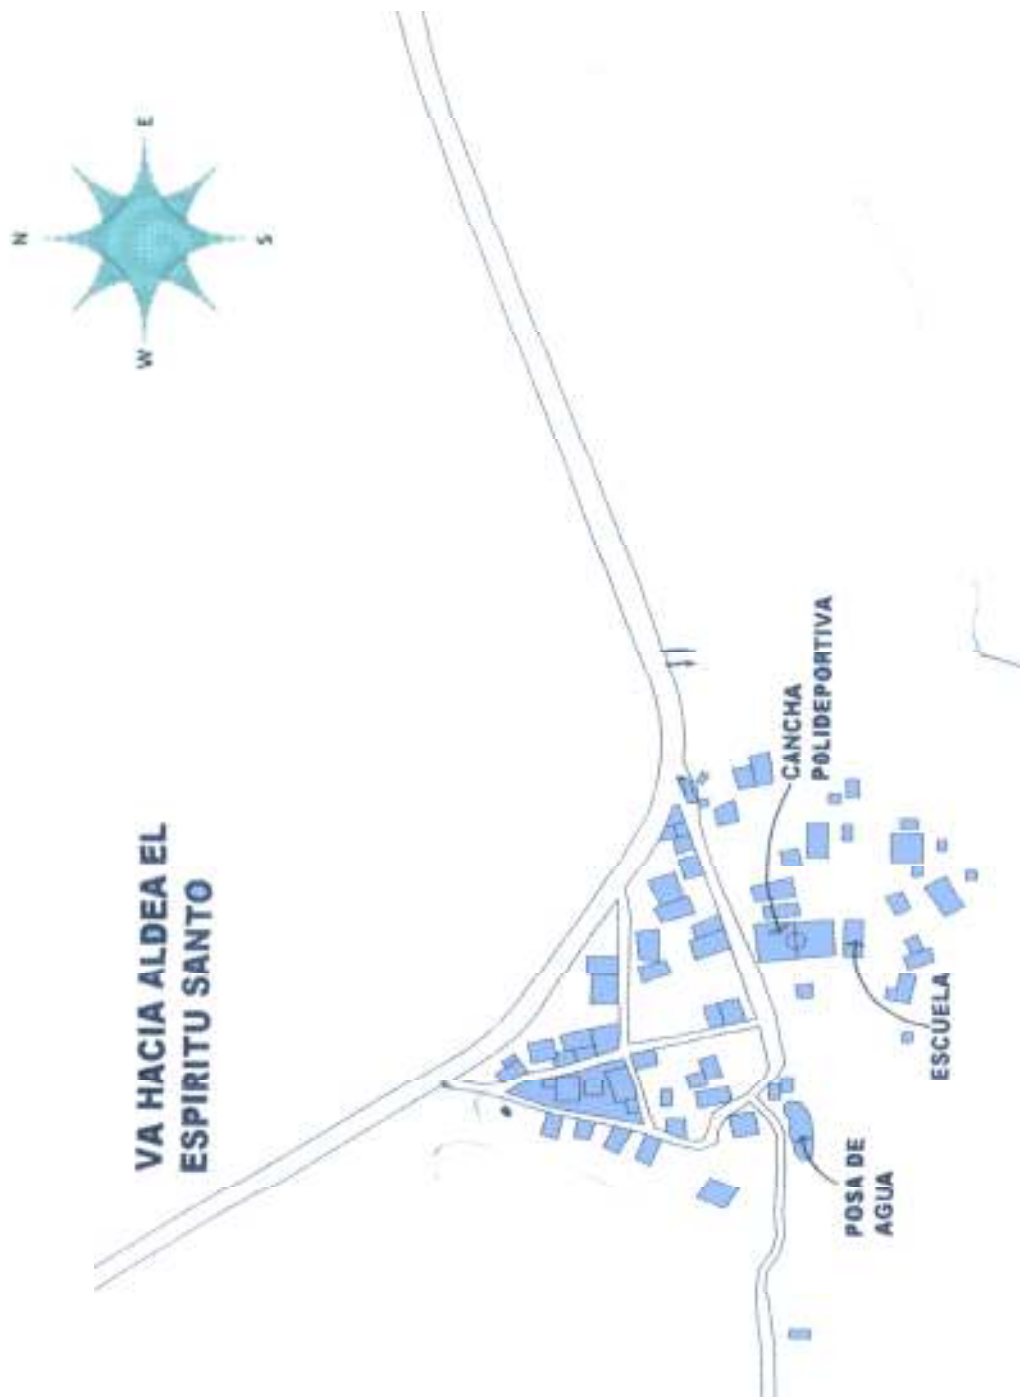 N
E
W
S
VA HACIA ALDEA EL
ESPIRITU SANTO
CANCHA
POLIDEPORTIVA
ESCUELA
POSA DE
AGUA